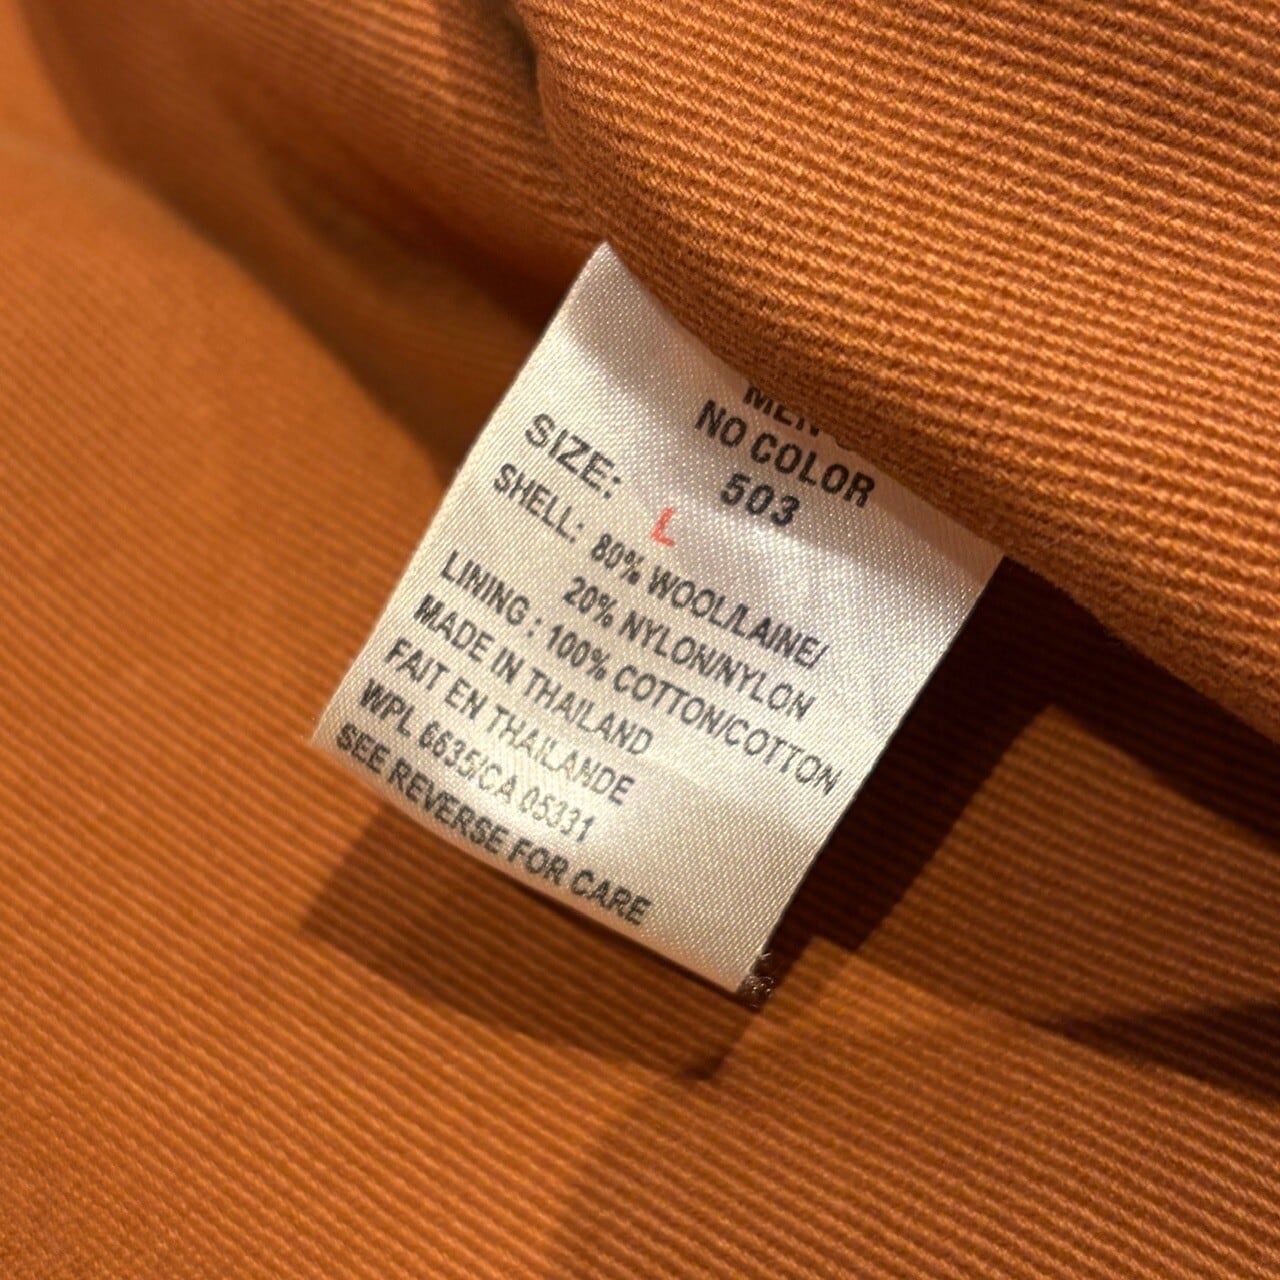 NO COLOR
503
SIZE: L
SHELL: 80% WOOL/LAINE/
20% NYLON/NYLON
LINING : 100% COTTON/COTTON
MADE IN THAILAND
FAIT EN THAILANDE
WPL 6635/CA 05331
SEE REVERSE FOR CARE